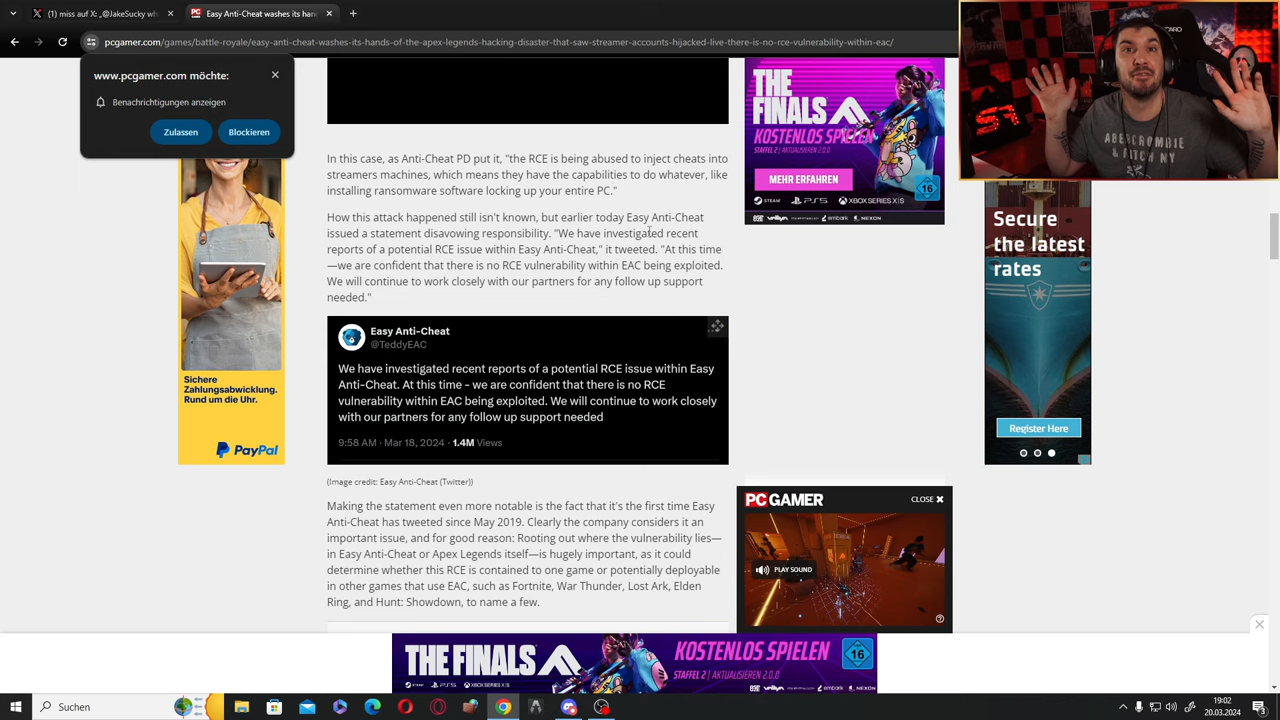 (1) miss auf X „@JakeSucky wh
Easy Anti-Cheat washes its han
pcgamer.com/games/battle-royale/easy-anti-cheat-washes-its-hands-of-the-apex-legends-hacking-disaster-that-saw-streamer-accounts-hijacked-live-there-is-no-rce-vulnerability-within-eac/
www.pcgamer.com möchte:
Benachrichtigungen anzeigen
Zulassen
Blockieren
In this case, as Anti-Cheat PD put it, "the RCE is being abused to inject cheats into
streamers machines, which means they have the capabilities to do whatever, like
installing ransomware software locking up your entire PC."
How this attack happened still isn't known, but earlier today Easy Anti-Cheat
issued a statement disavowing responsibility. "We have investigated recent
reports of a potential RCE issue within Easy Anti-Cheat," it tweeted. "At this time
—we are confident that there is no RCE vulnerability within EAC being exploited.
We will continue to work closely with our partners for any follow up support
needed."
Easy Anti-Cheat
@TeddyEAC
We have investigated recent reports of a potential RCE issue within Easy
Anti-Cheat. At this time - we are confident that there is no RCE
vulnerability within EAC being exploited. We will continue to work closely
with our partners for any follow up support needed
9:58 AM · Mar 18, 2024 · 1.4M Views
(Image credit: Easy Anti-Cheat (Twitter))
Making the statement even more notable is the fact that it's the first time Easy
Anti-Cheat has tweeted since May 2019. Clearly the company considers it an
important issue, and for good reason: Rooting out where the vulnerability lies—
in Easy Anti-Cheat or Apex Legends itself—is hugely important, as it could
determine whether this RCE is contained to one game or potentially deployable
in other games that use EAC, such as Fortnite, War Thunder, Lost Ark, Elden
Ring, and Hunt: Showdown, to name a few.
Sichere
Zahlungsabwicklung.
Rund um die Uhr.
PayPal
THE
FINALS
KOSTENLOS SPIELEN
STAFFEL 2 | AKTUALISIEREN 2.0.0
MEHR ERFAHREN
16
STEAM PS5 XBOX SERIES X|S
embark NEXON
ABERCROMBIE
& FITCH NY
Secure
the latest
rates
Register Here
PC GAMER
CLOSE
PLAY SOUND
THE FINALS
KOSTENLOS SPIELEN
STAFFEL 2 | AKTUALISIEREN 2.0.0
16
STEAM PS5 XBOX SERIES X|S
embark NEXON
Suchen
19:02
20.03.2024
3